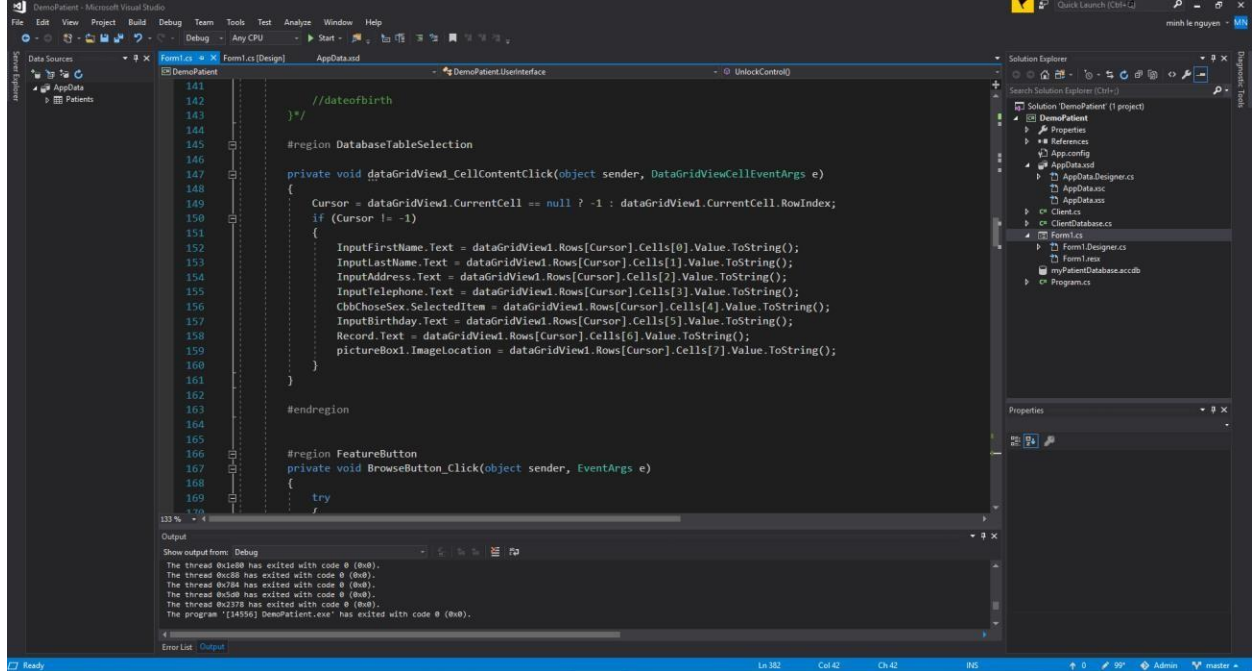 DemoPatient - Microsoft Visual Studio
Quick Launch (Ctrl+Q)
File Edit View Project Build Debug Team Tools Test Analyze Window Help
minh le nguyen MN
Debug Any CPU Start
Server Explorer
Data Sources
AppData
Patients
Form1.cs Form1.cs [Design] AppData.xsd
DemoPatient DemoPatient.UserInterface UnlockControl()
141
142 //dateofbirth
143 }*/
144
145 #region DatabaseTableSelection
146
147 private void dataGridView1_CellContentClick(object sender, DataGridViewCellEventArgs e)
148 {
149 Cursor = dataGridView1.CurrentCell == null ? -1 : dataGridView1.CurrentCell.RowIndex;
150 if (Cursor != -1)
151 {
152 InputFirstName.Text = dataGridView1.Rows[Cursor].Cells[0].Value.ToString();
153 InputLastName.Text = dataGridView1.Rows[Cursor].Cells[1].Value.ToString();
154 InputAddress.Text = dataGridView1.Rows[Cursor].Cells[2].Value.ToString();
155 InputTelephone.Text = dataGridView1.Rows[Cursor].Cells[3].Value.ToString();
156 CbbChoseSex.SelectedItem = dataGridView1.Rows[Cursor].Cells[4].Value.ToString();
157 InputBirthday.Text = dataGridView1.Rows[Cursor].Cells[5].Value.ToString();
158 Record.Text = dataGridView1.Rows[Cursor].Cells[6].Value.ToString();
159 pictureBox1.ImageLocation = dataGridView1.Rows[Cursor].Cells[7].Value.ToString();
160 }
161 }
162
163 #endregion
164
165
166 #region FeatureButton
167 private void BrowseButton_Click(object sender, EventArgs e)
168 {
169 try
170 {
133 %
Output
Show output from: Debug
The thread 0x1e80 has exited with code 0 (0x0).
The thread 0xc88 has exited with code 0 (0x0).
The thread 0x784 has exited with code 0 (0x0).
The thread 0x5d0 has exited with code 0 (0x0).
The thread 0x2378 has exited with code 0 (0x0).
The program '[14556] DemoPatient.exe' has exited with code 0 (0x0).
Error List Output
Solution Explorer
Search Solution Explorer (Ctrl+;)
Solution 'DemoPatient' (1 project)
DemoPatient
Properties
References
App.config
AppData.xsd
AppData.Designer.cs
AppData.xsc
AppData.xss
C# Client.cs
C# ClientDatabase.cs
Form1.cs
Form1.Designer.cs
Form1.resx
myPatientDatabase.accdb
C# Program.cs
Properties
Diagnostic Tools
Ready Ln 382 Col 42 Ch 42 INS 0 99* Admin master